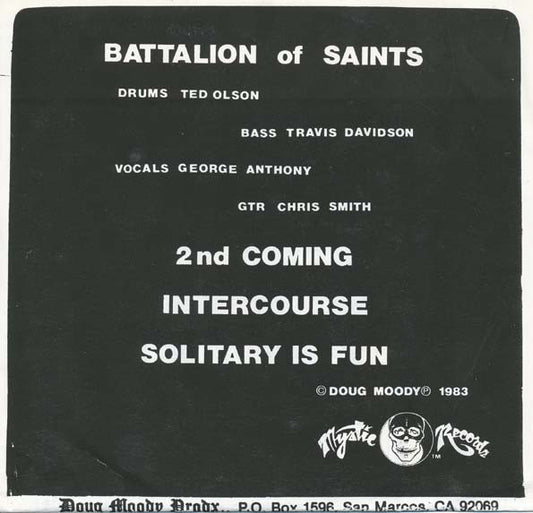 BATTALION of SAINTS
DRUMS TED OLSON
BASS TRAVIS DAVIDSON
VOCALS GEORGE ANTHONY
GTR CHRIS SMITH
2nd COMING
INTERCOURSE
SOLITARY IS FUN
© DOUG MOODY ℗ 1983
Mystic Records TM
Doug Moody Prodx., P.O. Box 1596, San Marcos, CA 92069